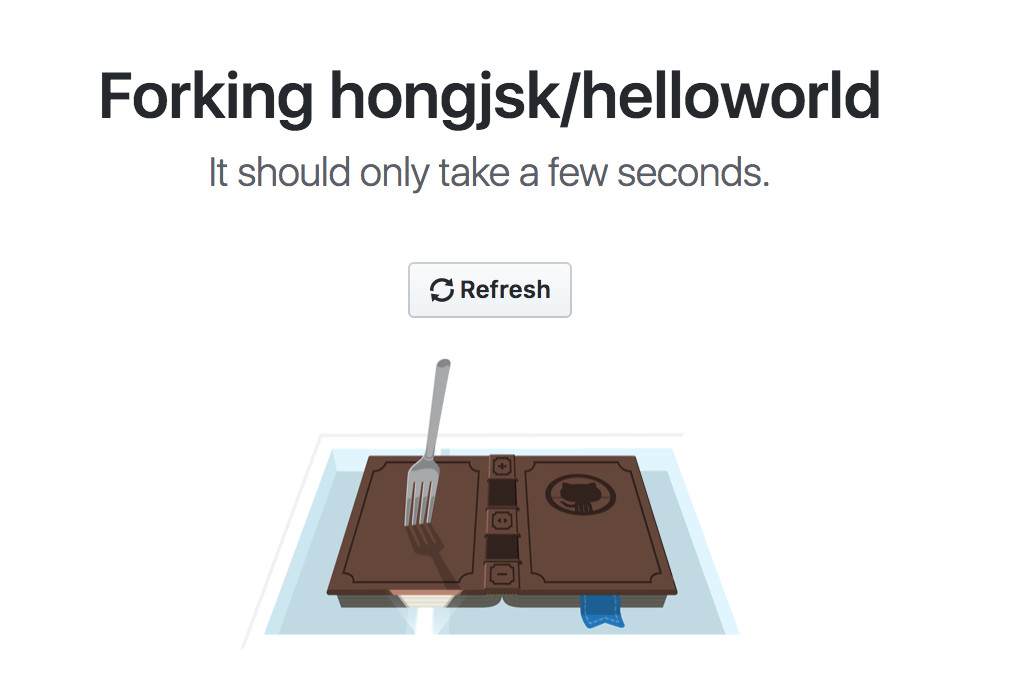 Forking hongjsk/helloworld
It should only take a few seconds.
Refresh